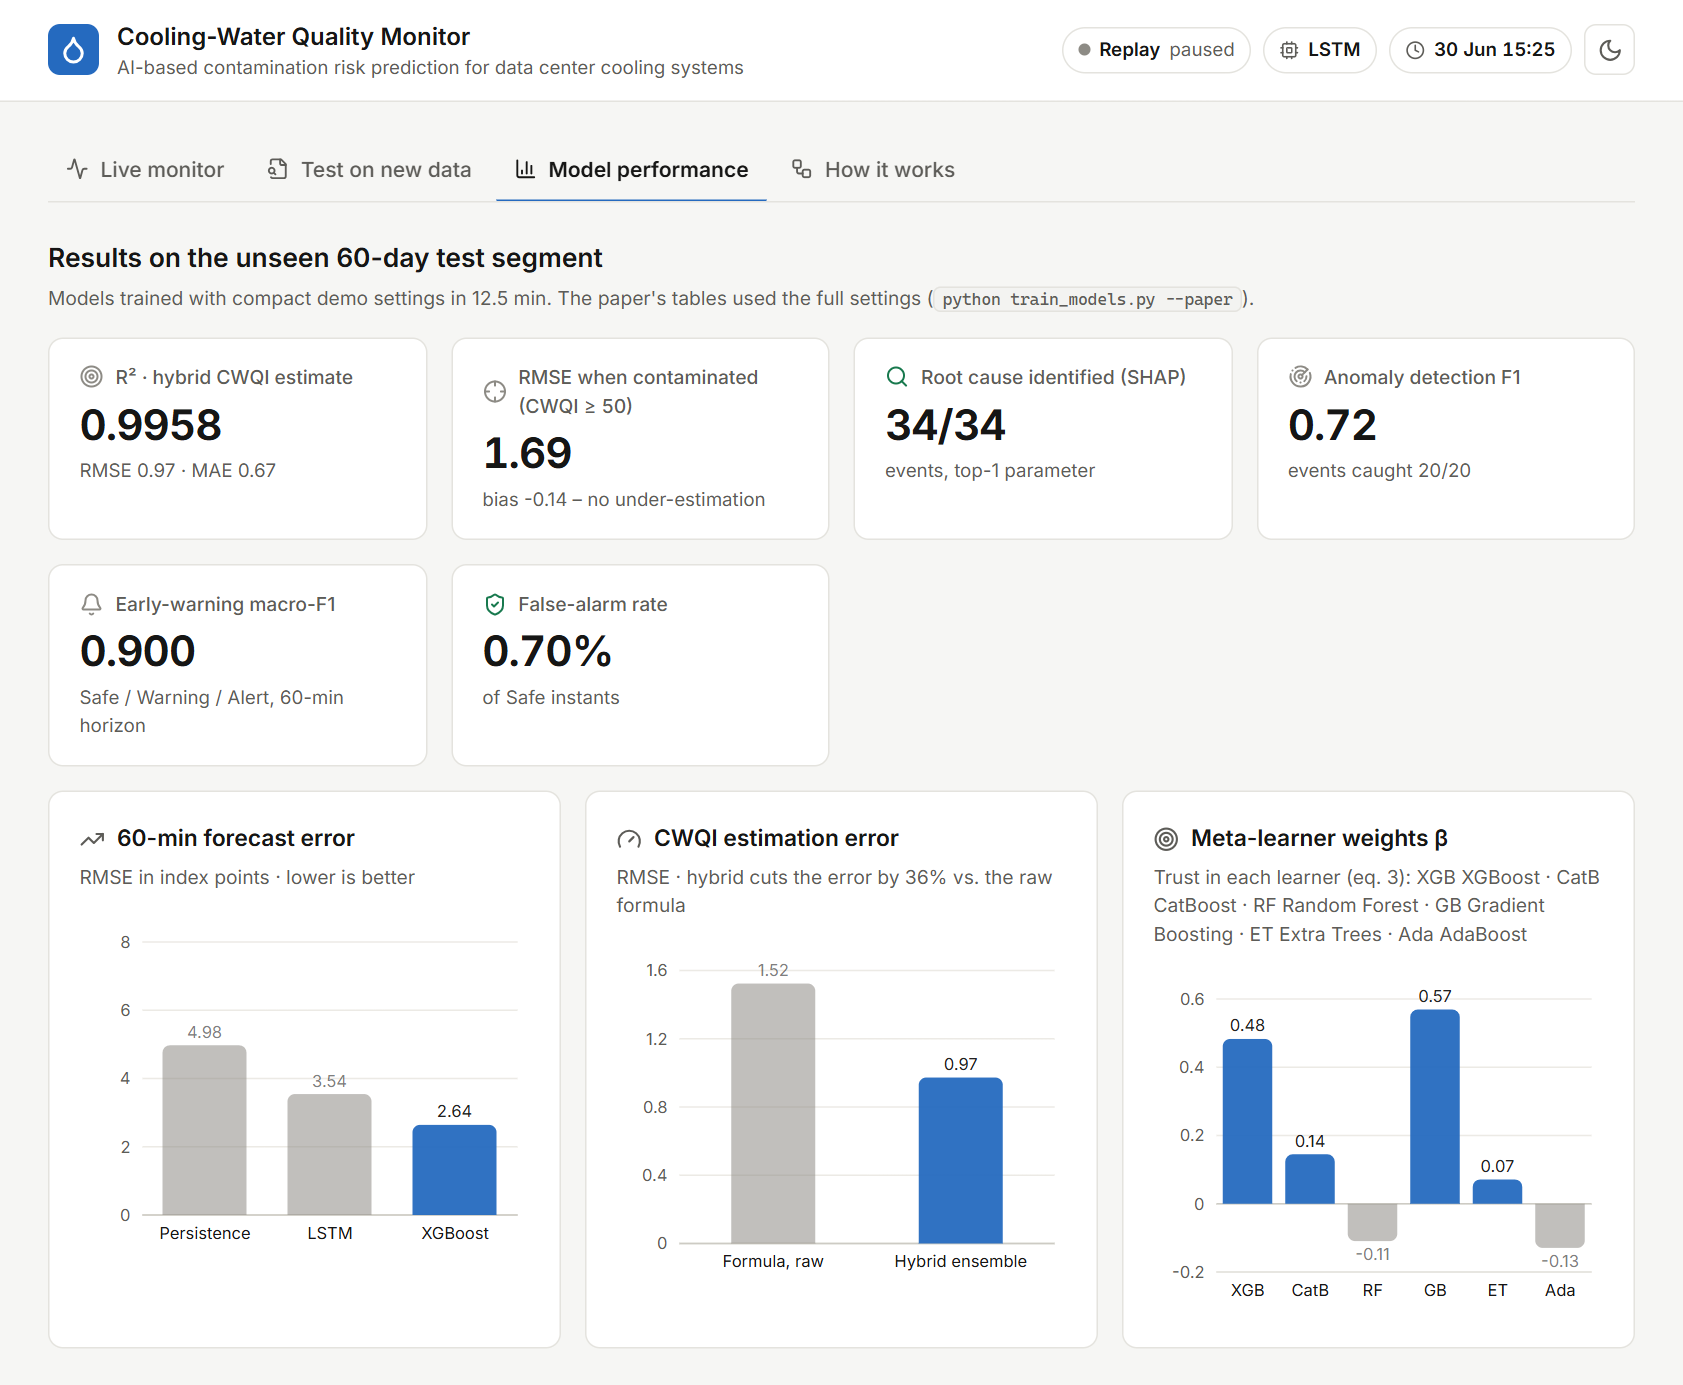 Cooling-Water Quality Monitor
AI-based contamination risk prediction for data center cooling systems
Replay paused
LSTM
30 Jun 15:25
Live monitor
Test on new data
Model performance
How it works
Results on the unseen 60-day test segment
Models trained with compact demo settings in 12.5 min. The paper's tables used the full settings ( python train_models.py --paper ).
R² · hybrid CWQI estimate
0.9958
RMSE 0.97 · MAE 0.67
RMSE when contaminated
(CWQI ≥ 50)
1.69
bias -0.14 – no under-estimation
Root cause identified (SHAP)
34/34
events, top-1 parameter
Anomaly detection F1
0.72
events caught 20/20
Early-warning macro-F1
0.900
Safe / Warning / Alert, 60-min
horizon
False-alarm rate
0.70%
of Safe instants
60-min forecast error
RMSE in index points · lower is better
8
6
4
2
0
4.98
3.54
2.64
Persistence
LSTM
XGBoost
CWQI estimation error
RMSE · hybrid cuts the error by 36% vs. the raw
formula
1.6
1.2
0.8
0.4
0
1.52
0.97
Formula, raw
Hybrid ensemble
Meta-learner weights β
Trust in each learner (eq. 3): XGB XGBoost · CatB
CatBoost · RF Random Forest · GB Gradient
Boosting · ET Extra Trees · Ada AdaBoost
0.6
0.4
0.2
0
-0.2
0.48
0.14
-0.11
0.57
0.07
-0.13
XGB
CatB
RF
GB
ET
Ada